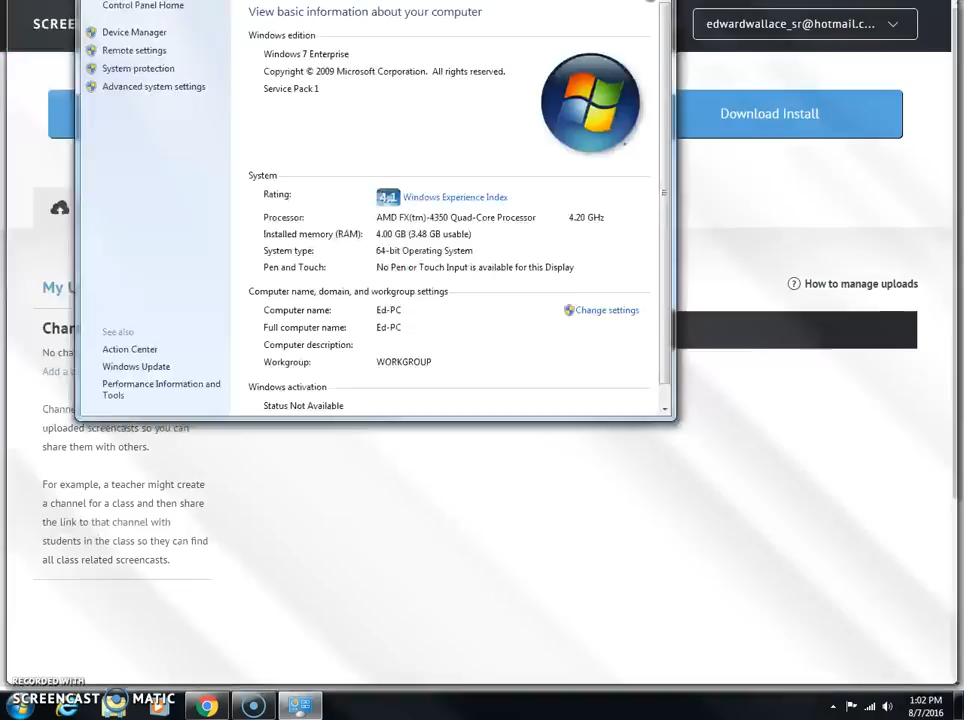 SCREE
Control Panel Home
Device Manager
Remote settings
System protection
Advanced system settings
See also
Action Center
Windows Update
Performance Information and
Tools
View basic information about your computer
Windows edition
Windows 7 Enterprise
Copyright © 2009 Microsoft Corporation. All rights reserved.
Service Pack 1
System
Rating: 4.1 Windows Experience Index
Processor: AMD FX(tm)-4350 Quad-Core Processor 4.20 GHz
Installed memory (RAM): 4.00 GB (3.48 GB usable)
System type: 64-bit Operating System
Pen and Touch: No Pen or Touch Input is available for this Display
Computer name, domain, and workgroup settings
Computer name: Ed-PC Change settings
Full computer name: Ed-PC
Computer description:
Workgroup: WORKGROUP
Windows activation
Status Not Available
edwardwallace_sr@hotmail.c...
Download Install
? How to manage uploads
My U
Chan
No cha
Add a
Channe
uploaded screencasts so you can
share them with others.
For example, a teacher might create
a channel for a class and then share
the link to that channel with
students in the class so they can find
all class related screencasts.
RECORDED WITH
SCREENCAST MATIC
1:02 PM
8/7/2016